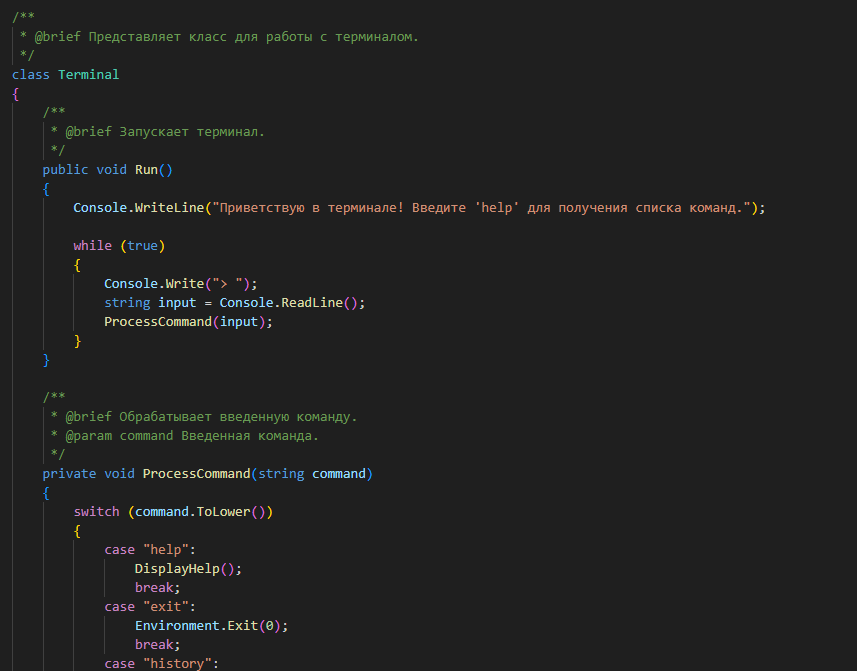 /**
 * @brief Представляет класс для работы с терминалом.
 */
class Terminal
{
    /**
     * @brief Запускает терминал.
     */
    public void Run()
    {
        Console.WriteLine("Приветствую в терминале! Введите 'help' для получения списка команд.");

        while (true)
        {
            Console.Write("> ");
            string input = Console.ReadLine();
            ProcessCommand(input);
        }
    }

    /**
     * @brief Обрабатывает введенную команду.
     * @param command Введенная команда.
     */
    private void ProcessCommand(string command)
    {
        switch (command.ToLower())
        {
            case "help":
                DisplayHelp();
                break;
            case "exit":
                Environment.Exit(0);
                break;
            case "history":